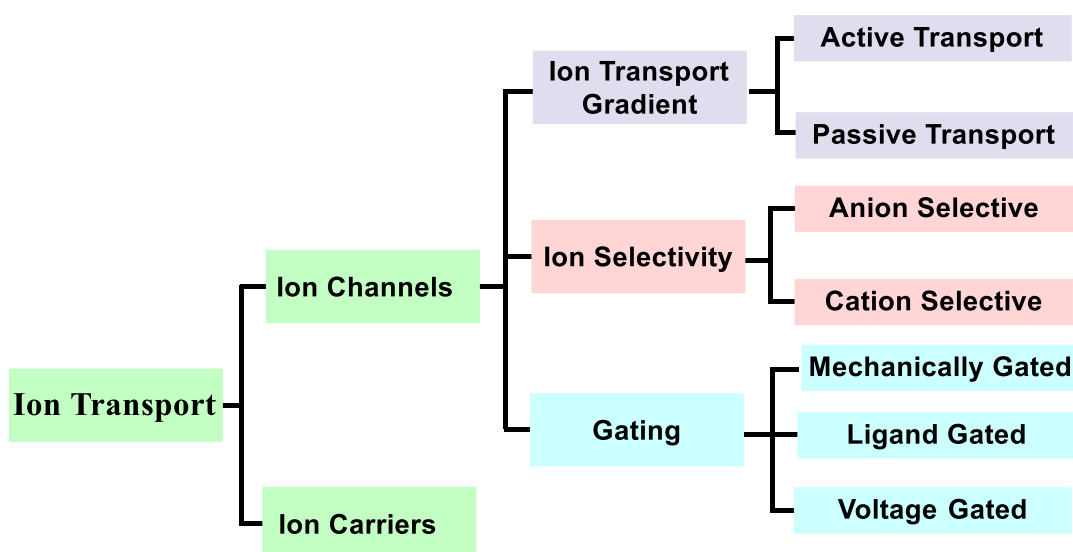 Ion Transport
Ion Channels
Ion Carriers
Ion Transport
Gradient
Ion Selectivity
Gating
Active Transport
Passive Transport
Anion Selective
Cation Selective
Mechanically Gated
Ligand Gated
Voltage Gated